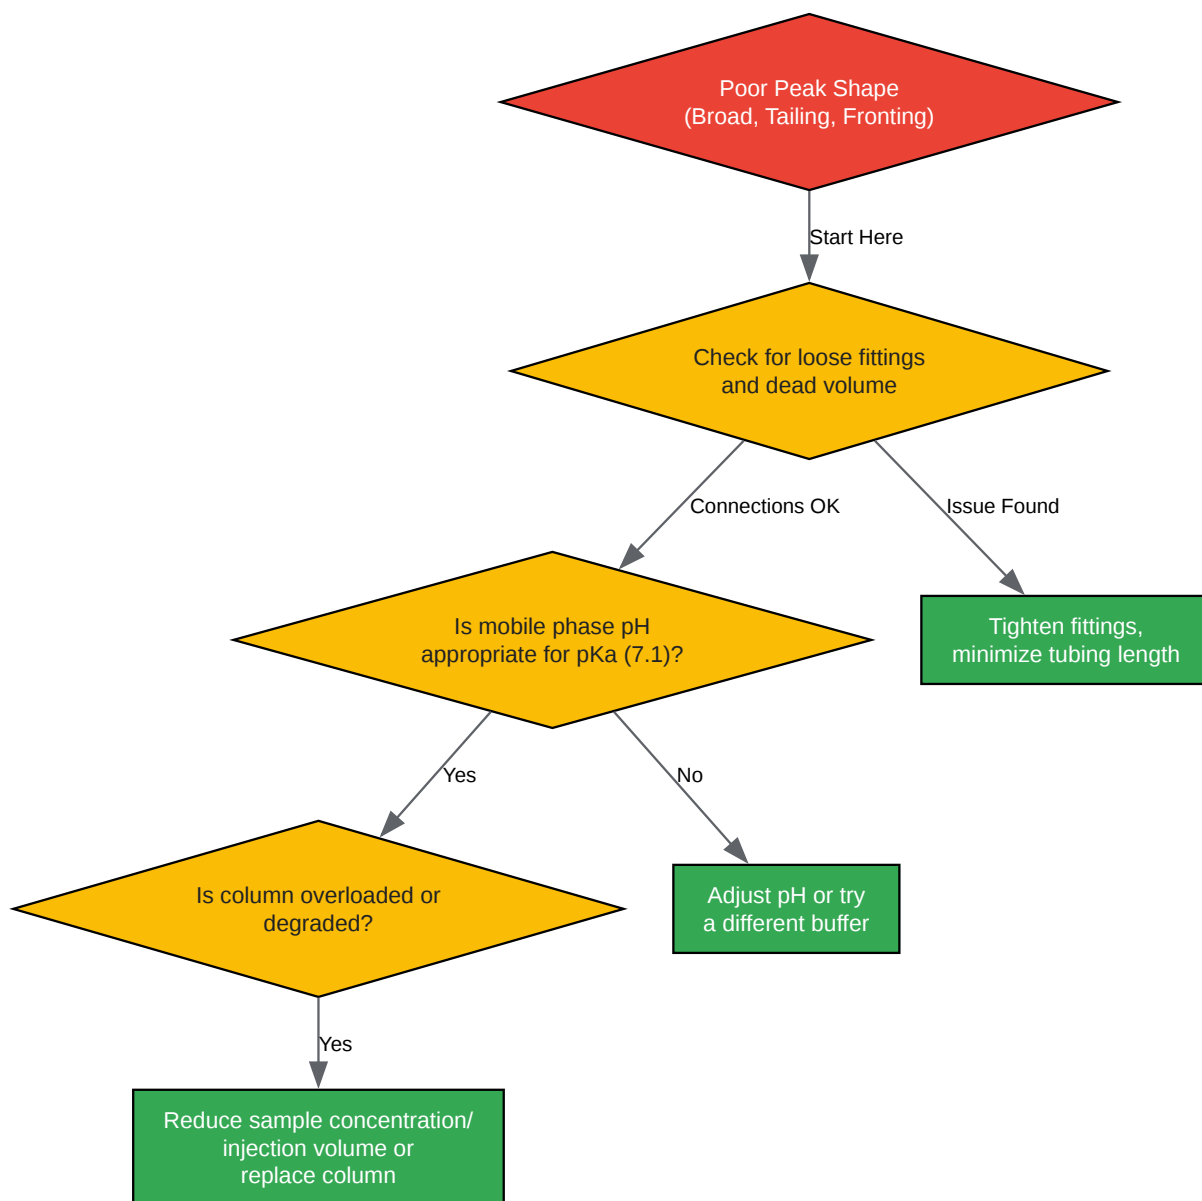 Poor Peak Shape
(Broad, Tailing, Fronting)
Start Here
Check for loose fittings
and dead volume
Connections OK
Issue Found
Is mobile phase pH
appropriate for pKa (7.1)?
Tighten fittings,
minimize tubing length
Yes
No
Is column overloaded or
degraded?
Adjust pH or try
a different buffer
Yes
Reduce sample concentration/
injection volume or
replace column